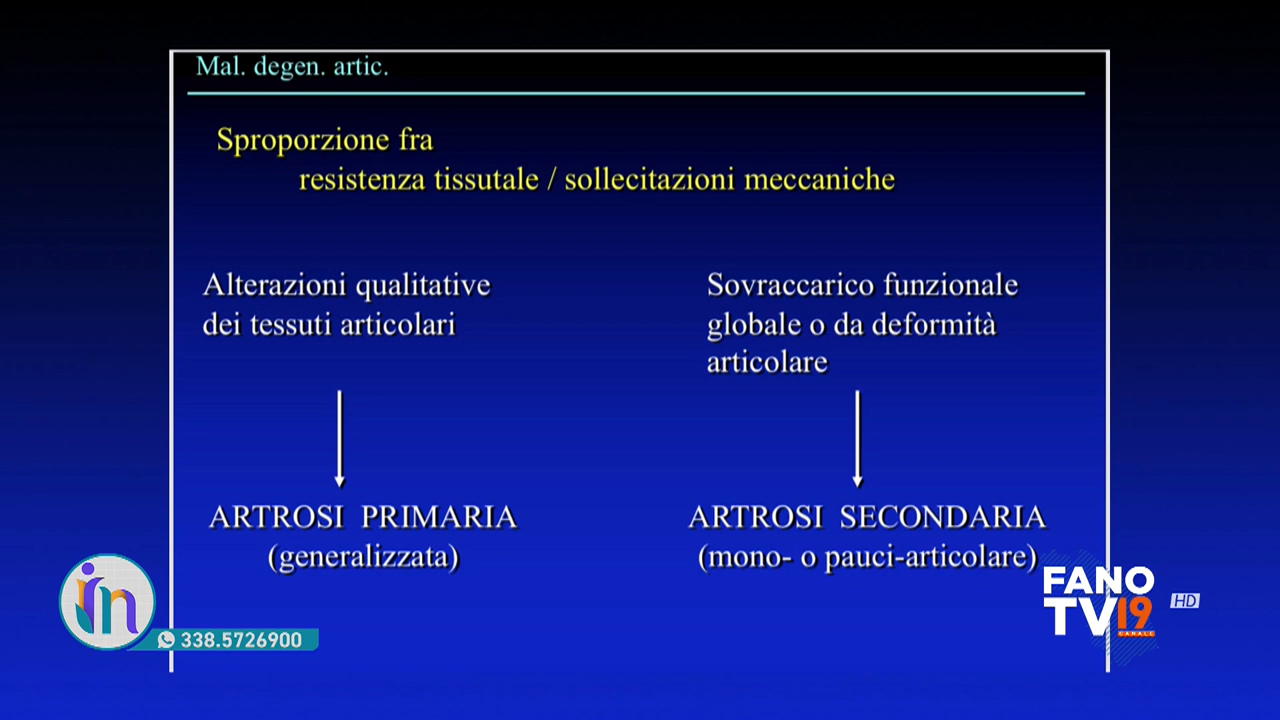 Mal. degen. artic.
Sproporzione fra
resistenza tissutale / sollecitazioni meccaniche
Alterazioni qualitative
dei tessuti articolari
Sovraccarico funzionale
globale o da deformità
articolare
ARTROSI PRIMARIA
(generalizzata)
ARTROSI SECONDARIA
(mono- o pauci-articolare)
in
338.5726900
FANO
TV19
CANALE
HD